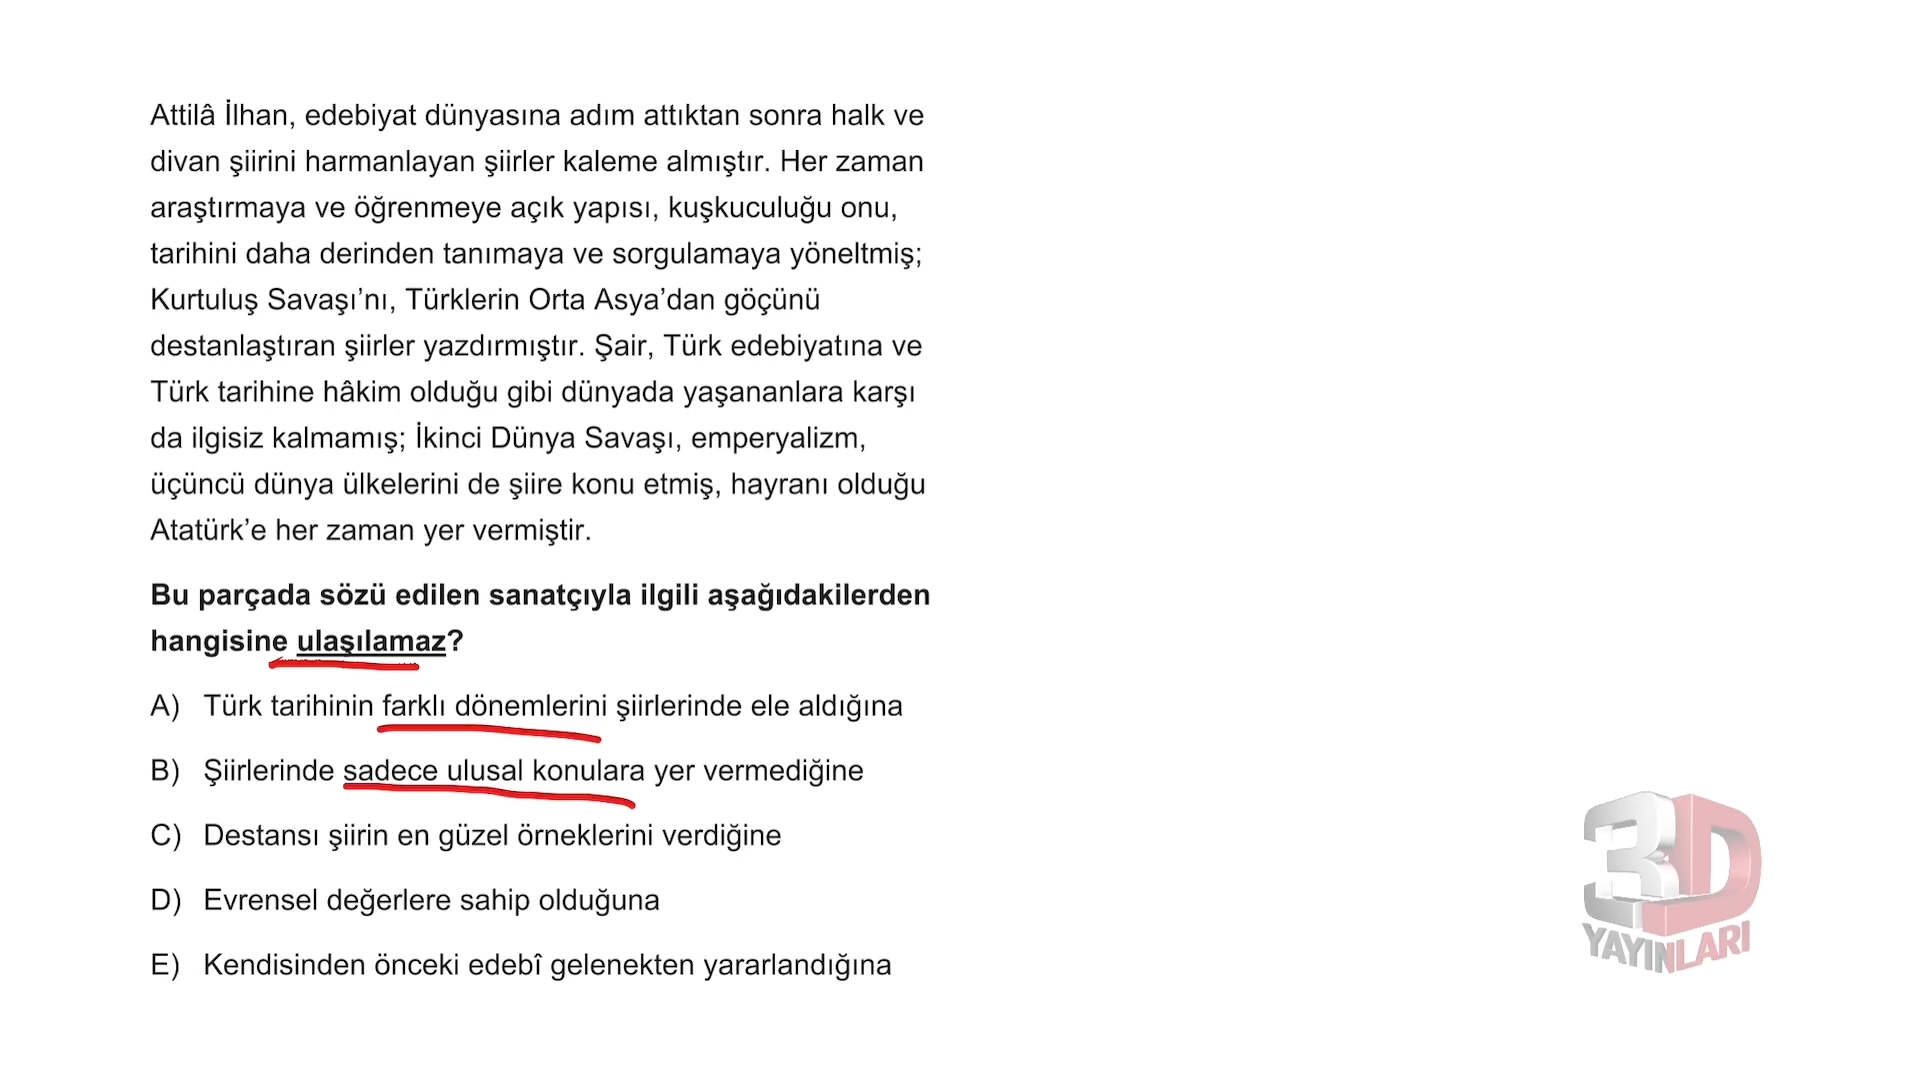 Attilâ İlhan, edebiyat dünyasına adım attıktan sonra halk ve
divan şiirini harmanlayan şiirler kaleme almıştır. Her zaman
araştırmaya ve öğrenmeye açık yapısı, kuşkuculuğu onu,
tarihini daha derinden tanımaya ve sorgulamaya yöneltmiş;
Kurtuluş Savaşı’nı, Türklerin Orta Asya’dan göçünü
destanlaştıran şiirler yazdırmıştır. Şair, Türk edebiyatına ve
Türk tarihine hâkim olduğu gibi dünyada yaşananlara karşı
da ilgisiz kalmamış; İkinci Dünya Savaşı, emperyalizm,
üçüncü dünya ülkelerini de şiire konu etmiş, hayranı olduğu
Atatürk’e her zaman yer vermiştir.
Bu parçada sözü edilen sanatçıyla ilgili aşağıdakilerden
hangisine ulaşılamaz?
A) Türk tarihinin farklı dönemlerini şiirlerinde ele aldığına
B) Şiirlerinde sadece ulusal konulara yer vermediğine
C) Destansı şiirin en güzel örneklerini verdiğine
D) Evrensel değerlere sahip olduğuna
E) Kendisinden önceki edebî gelenekten yararlandığına
3D
YAYINLARI